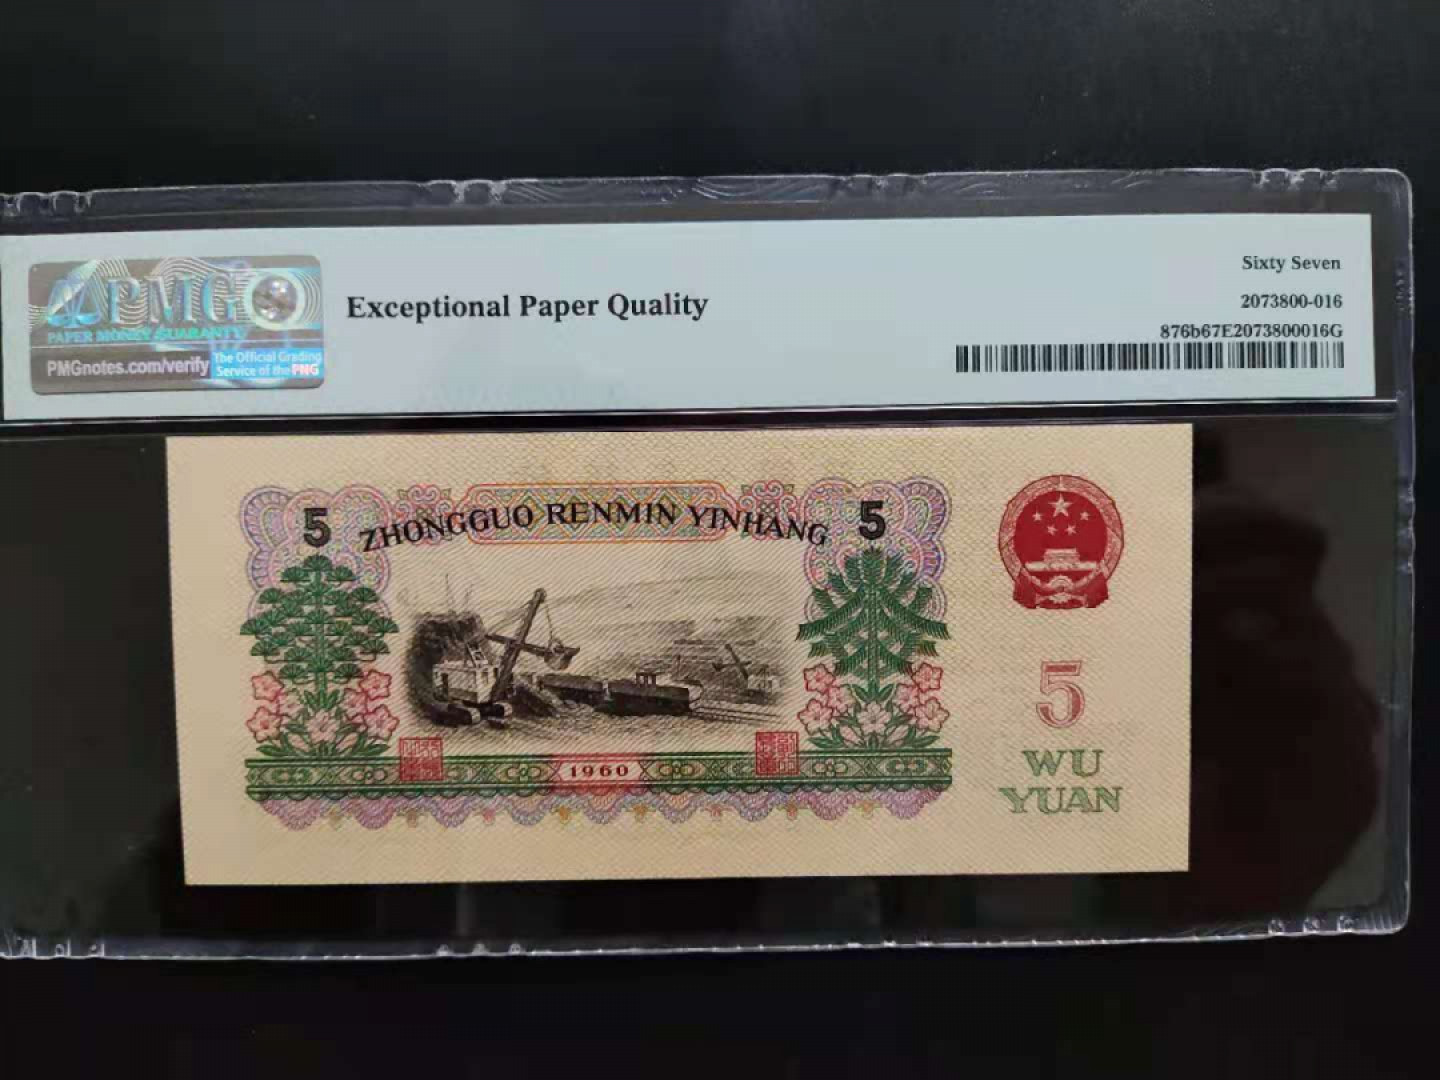 PMG
PAPER MONEY GUARANTY
PMGnotes.com/verify
The Official Grading
Service of the PNG
Exceptional Paper Quality
Sixty Seven
2073800-016
876b67E2073800016G
5 ZHONGGUO RENMIN YINHANG 5
1960
5
WU
YUAN